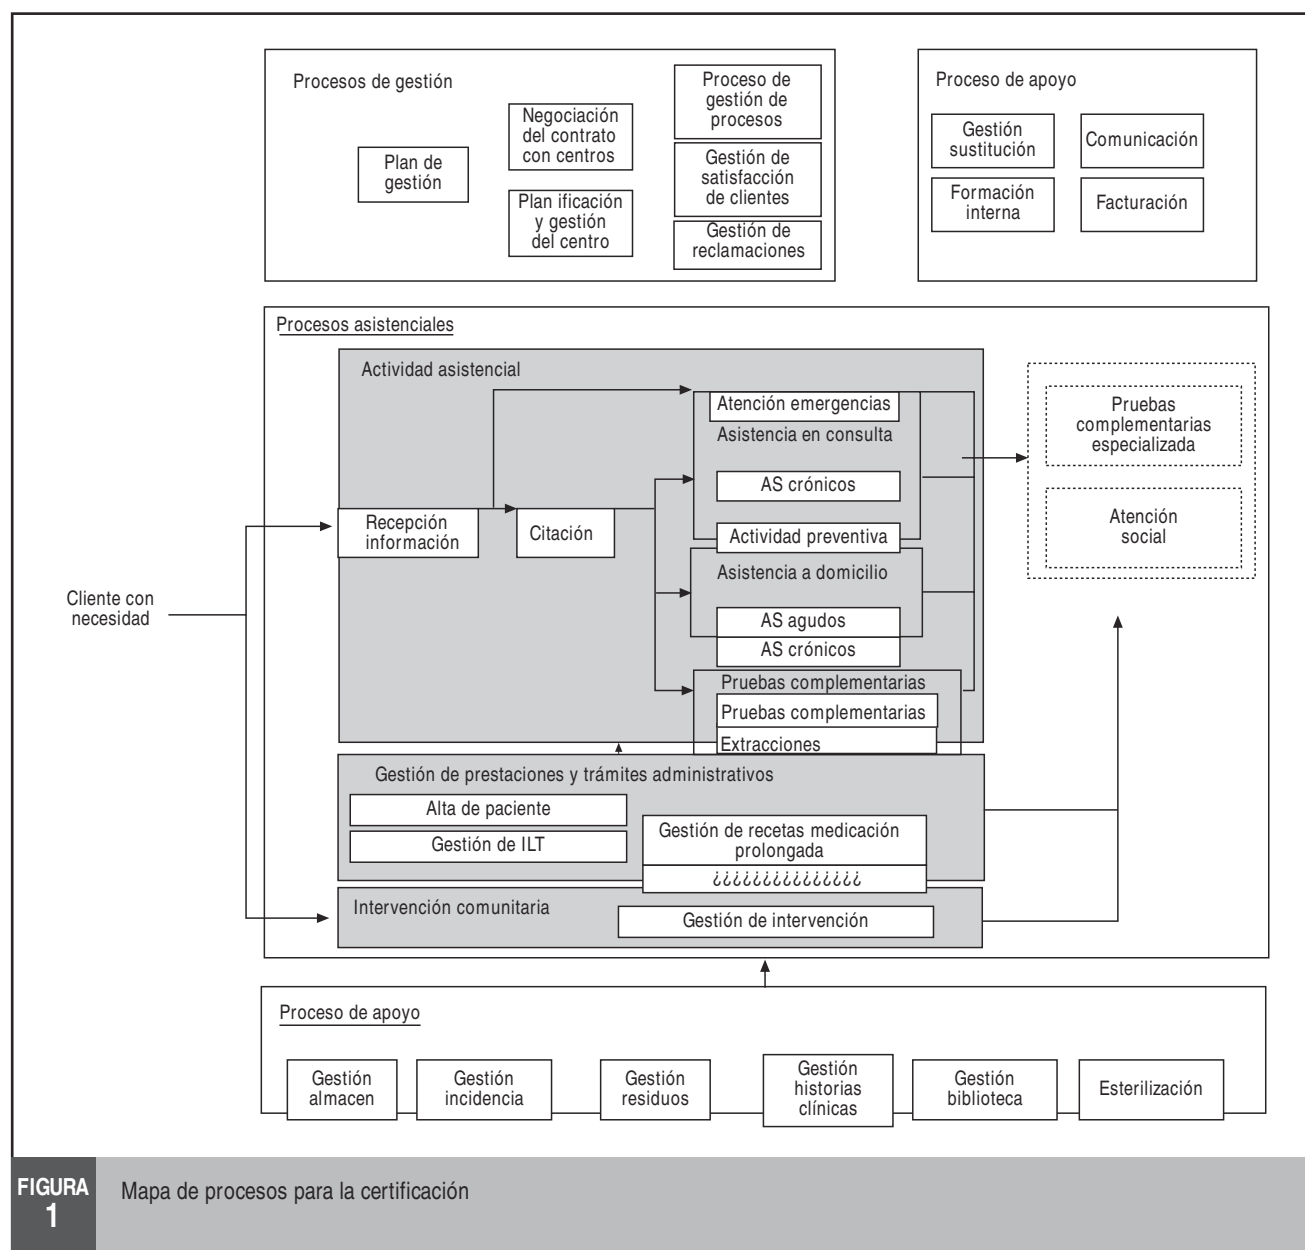 Procesos de gestión
Plan de
gestión
Negociación
del contrato
con centros
Plan ificación
y gestión
del centro
Proceso de
gestión de
procesos
Gestión de
satisfacción
de clientes
Gestión de
reclamaciones
Proceso de apoyo
Gestión
sustitución
Comunicación
Formación
interna
Facturación
Procesos asistenciales
Actividad asistencial
Atención emergencias
Asistencia en consulta
AS crónicos
Actividad preventiva
Recepción
información
Citación
Asistencia a domicilio
AS agudos
AS crónicos
Pruebas complementarias
Pruebas complementarias
Extracciones
Pruebas
complementarias
especializada
Atención
social
Cliente con
necesidad
Gestión de prestaciones y trámites administrativos
Alta de paciente
Gestión de ILT
Gestión de recetas medicación
prolongada
¿¿¿¿¿¿¿¿¿¿¿¿¿¿¿
Intervención comunitaria
Gestión de intervención
Proceso de apoyo
Gestión
almacen
Gestión
incidencia
Gestión
residuos
Gestión
historias
clínicas
Gestión
biblioteca
Esterilización
FIGURA
1
Mapa de procesos para la certificación